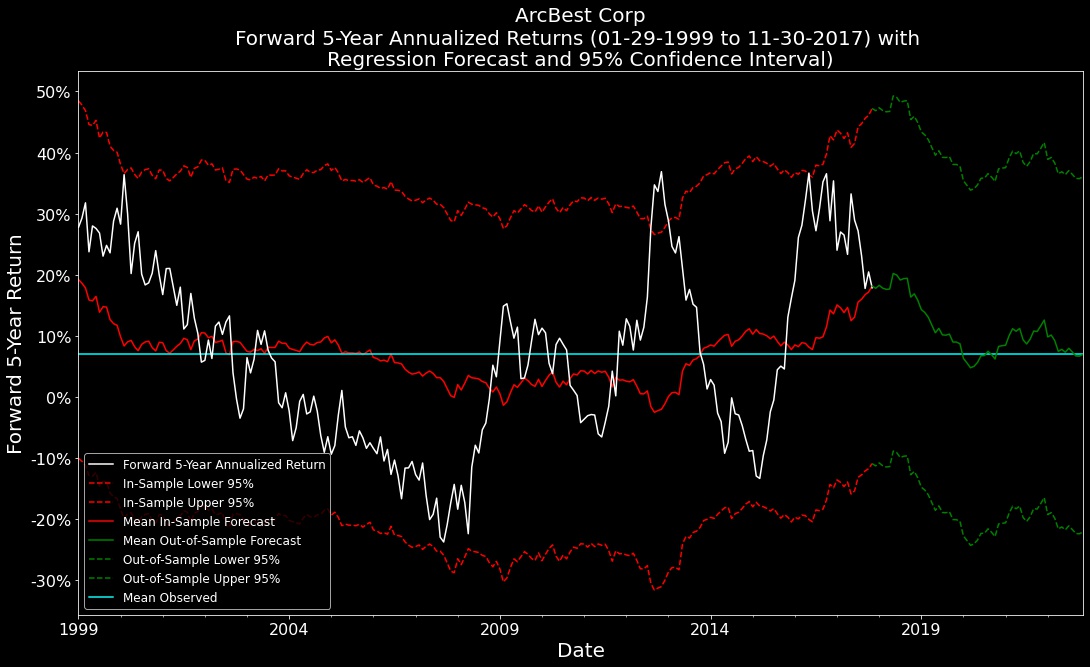 ArcBest Corp
Forward 5-Year Annualized Returns (01-29-1999 to 11-30-2017) with
Regression Forecast and 95% Confidence Interval)
Forward 5-Year Return
50%
40%
30%
20%
10%
0%
-10%
-20%
-30%
Forward 5-Year Annualized Return
In-Sample Lower 95%
In-Sample Upper 95%
Mean In-Sample Forecast
Mean Out-of-Sample Forecast
Out-of-Sample Lower 95%
Out-of-Sample Upper 95%
Mean Observed
1999
2004
2009
2014
2019
Date